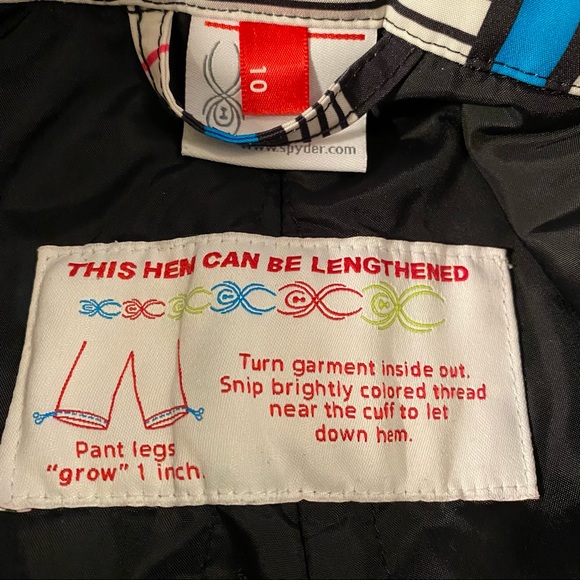 10
www.spyder.com
THIS HEM CAN BE LENGTHENED
Turn garment inside out.
Snip brightly colored thread
near the cuff to let
down hem.
Pant legs
"grow" 1 inch.